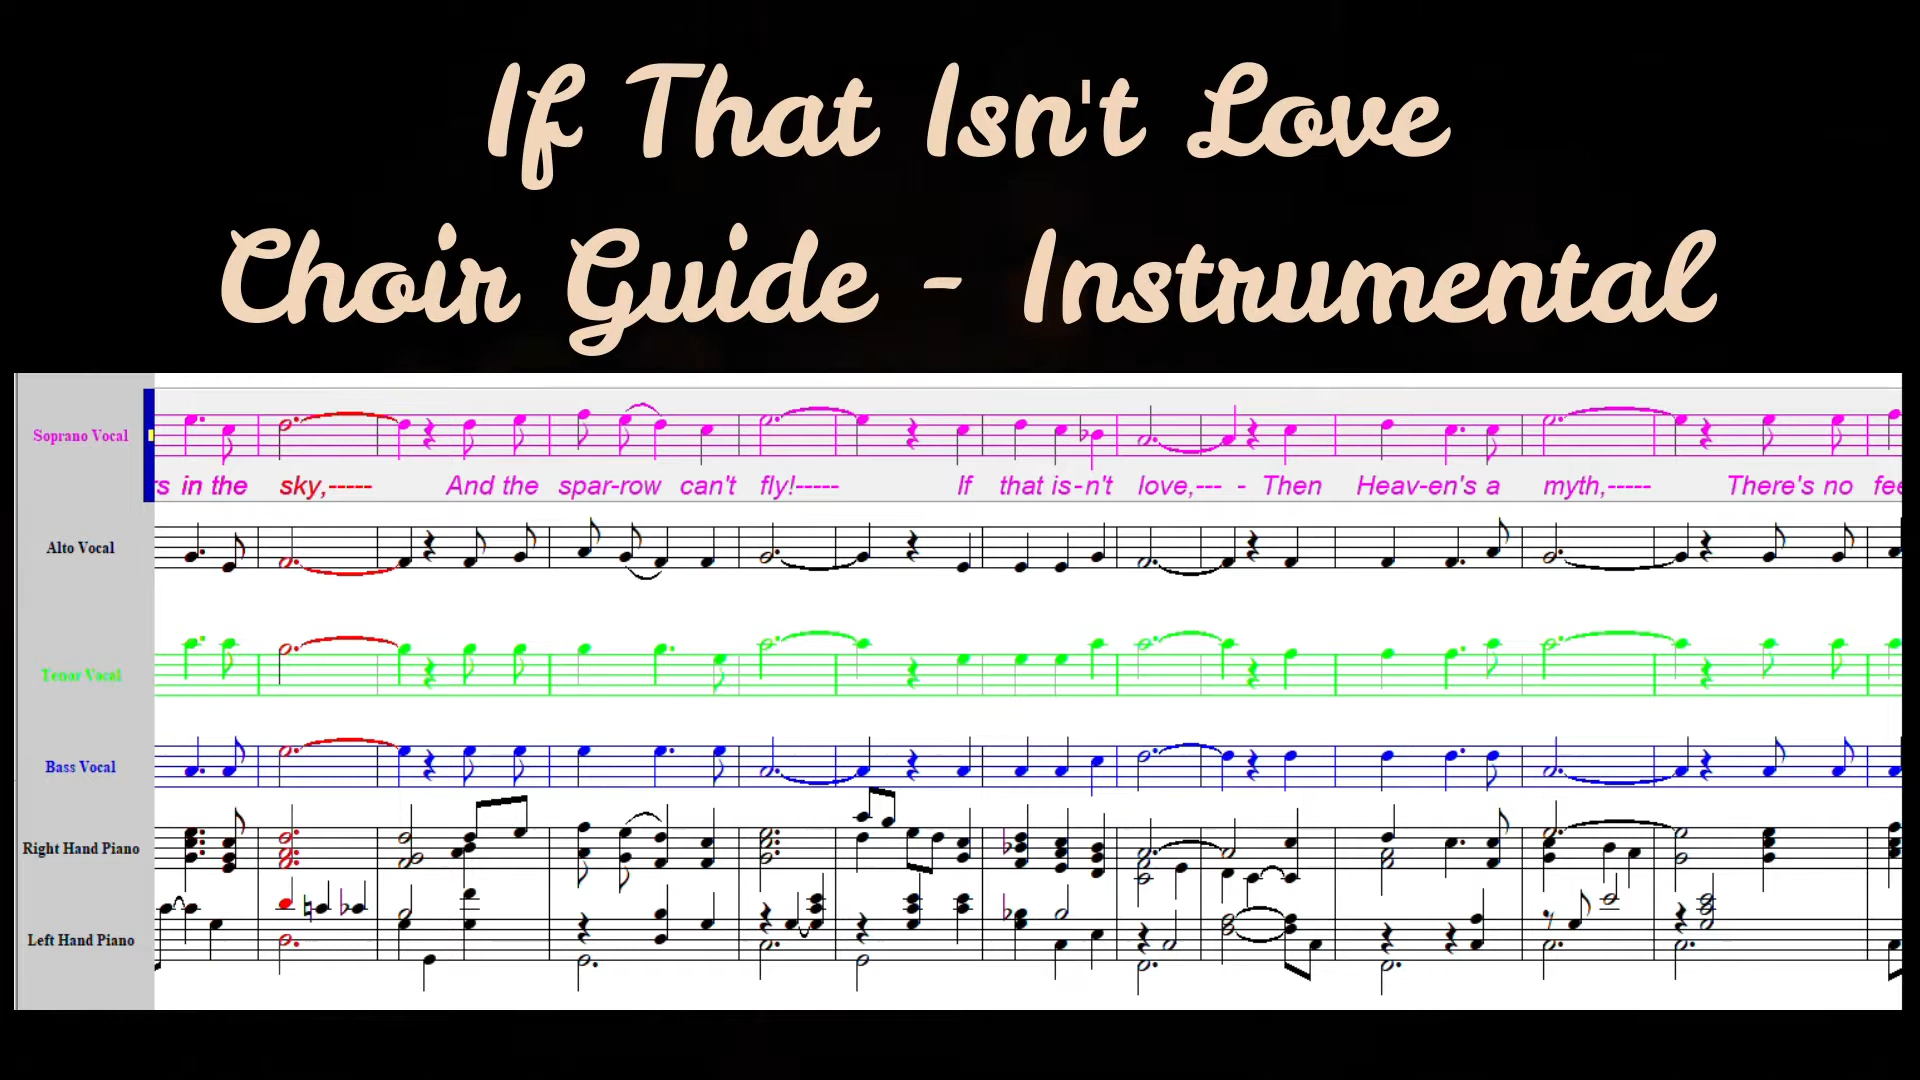 If That Isn't Love
Choir Guide - Instrumental
Soprano Vocal
in the sky,----- And the spar-row can't fly!----- If that is-n't love,--- - Then Heav-en's a myth,----- There's no
Alto Vocal
Tenor Vocal
Bass Vocal
Right Hand Piano
Left Hand Piano